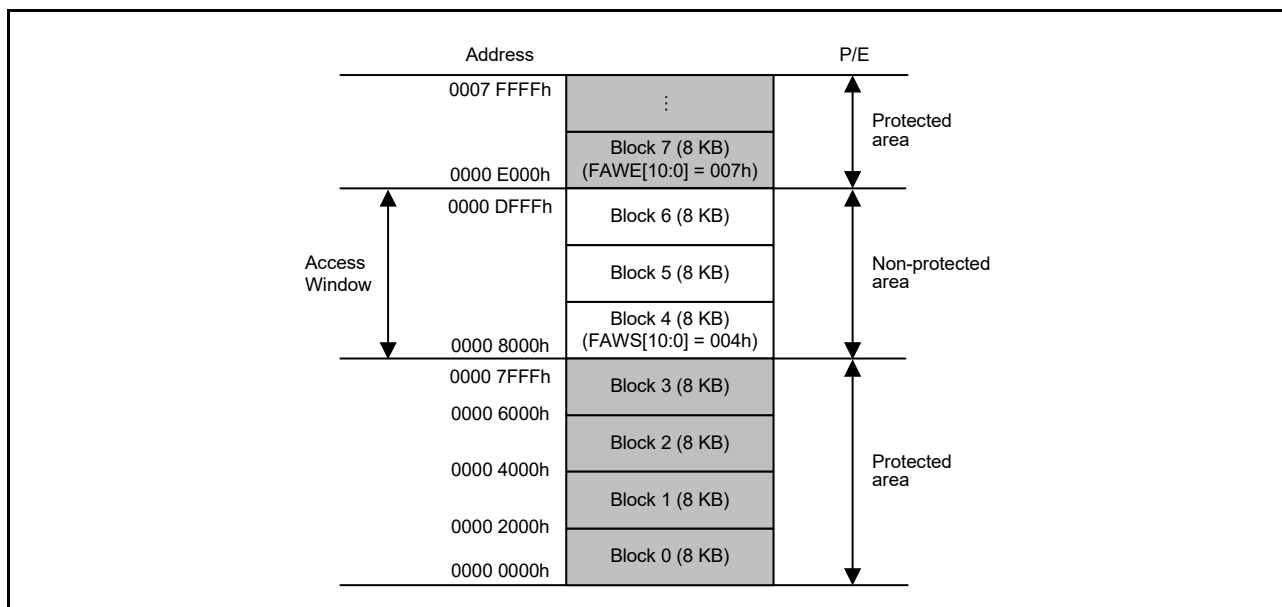 Address
P/E
0007 FFFFh
⋮
Protected
area
Block 7 (8 KB)
(FAWE[10:0] = 007h)
0000 E000h
0000 DFFFh
Block 6 (8 KB)
Access
Window
Block 5 (8 KB)
Non-protected
area
Block 4 (8 KB)
(FAWS[10:0] = 004h)
0000 8000h
0000 7FFFh
Block 3 (8 KB)
0000 6000h
Block 2 (8 KB)
0000 4000h
Protected
area
Block 1 (8 KB)
0000 2000h
Block 0 (8 KB)
0000 0000h